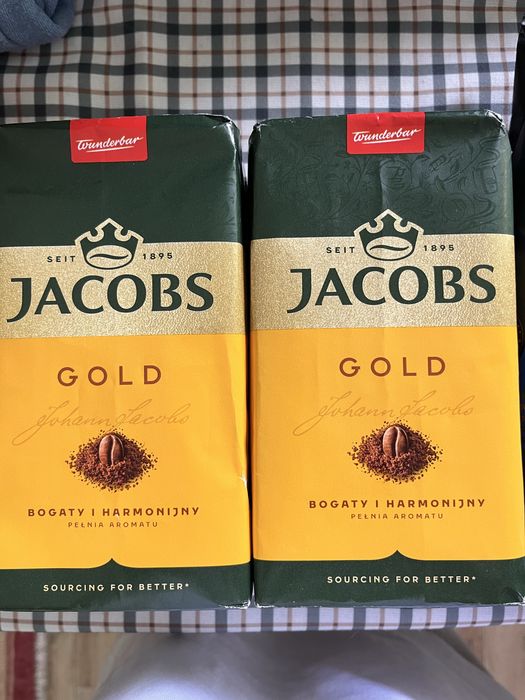 Wunderbar
SEIT 1895
JACOBS
GOLD
Johann Jacobs
BOGATY I HARMONIJNY
PEŁNIA AROMATU
SOURCING FOR BETTER*
Wunderbar
SEIT 1895
JACOBS
GOLD
Johann Jacobs
BOGATY I HARMONIJNY
PEŁNIA AROMATU
SOURCING FOR BETTER*